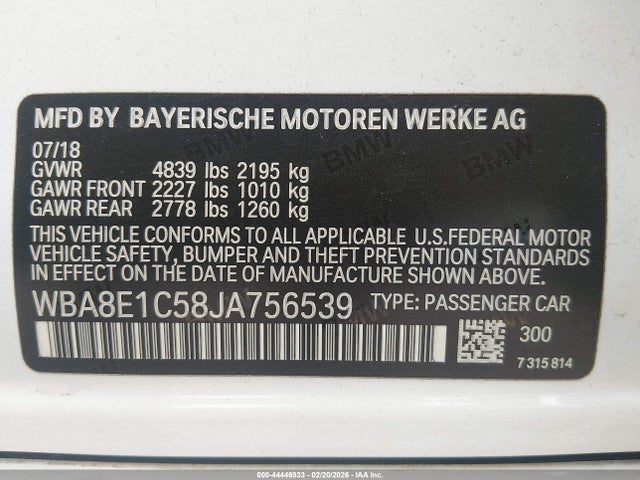 MFD BY BAYERISCHE MOTOREN WERKE AG
07/18
GVWR 4839 lbs 2195 kg
GAWR FRONT 2227 lbs 1010 kg
GAWR REAR 2778 lbs 1260 kg
THIS VEHICLE CONFORMS TO ALL APPLICABLE U.S.FEDERAL MOTOR
VEHICLE SAFETY, BUMPER AND THEFT PREVENTION STANDARDS
IN EFFECT ON THE DATE OF MANUFACTURE SHOWN ABOVE.
WBA8E1C58JA756539 TYPE: PASSENGER CAR
300
7 315 814
000-44446933 - 02/20/2026 - IAA Inc.